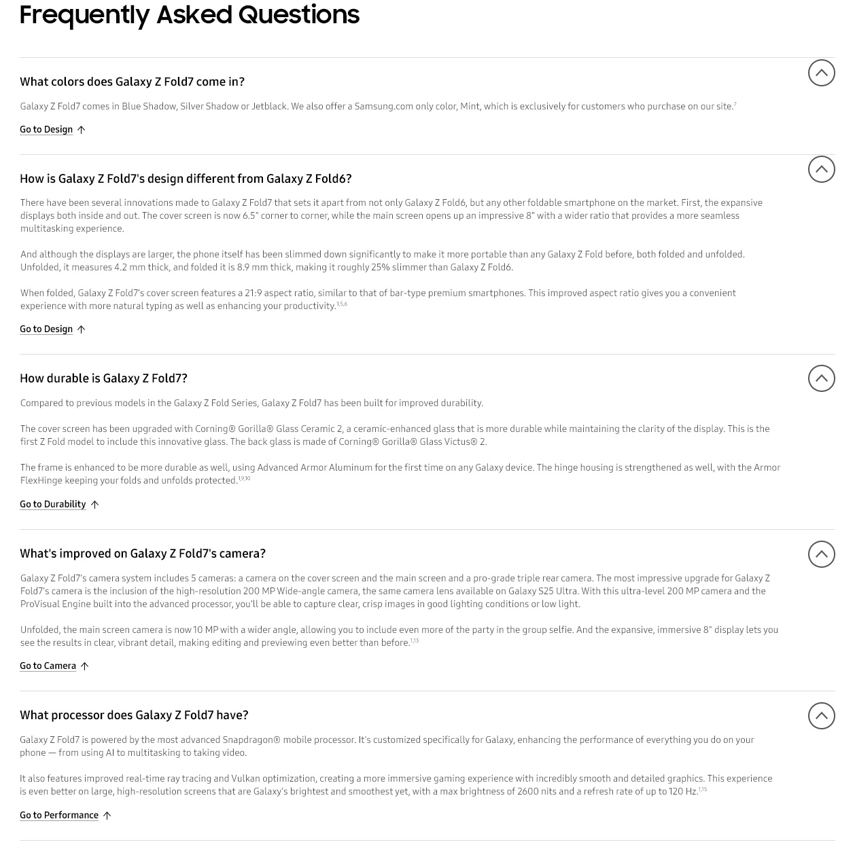 Frequently Asked Questions
What colors does Galaxy Z Fold7 come in?
Galaxy Z Fold7 comes in Blue Shadow, Silver Shadow or Jetblack. We also offer a Samsung.com only color, Mint, which is exclusively for customers who purchase on our site.7
Go to Design ↑
How is Galaxy Z Fold7's design different from Galaxy Z Fold6?
There have been several innovations made to Galaxy Z Fold7 that sets it apart from not only Galaxy Z Fold6, but any other foldable smartphone on the market. First, the expansive
displays both inside and out. The cover screen is now 6.5" corner to corner, while the main screen opens up an impressive 8" with a wider ratio that provides a more seamless
multitasking experience.
And although the displays are larger, the phone itself has been slimmed down significantly to make it more portable than any Galaxy Z Fold before, both folded and unfolded.
Unfolded, it measures 4.2 mm thick, and folded it is 8.9 mm thick, making it roughly 25% slimmer than Galaxy Z Fold6.
When folded, Galaxy Z Fold7's cover screen features a 21:9 aspect ratio, similar to that of bar-type premium smartphones. This improved aspect ratio gives you a convenient
experience with more natural typing as well as enhancing your productivity.
Go to Design ↑
How durable is Galaxy Z Fold7?
Compared to previous models in the Galaxy Z Fold Series, Galaxy Z Fold7 has been built for improved durability.
The cover screen has been upgraded with Corning® Gorilla® Glass Ceramic 2, a ceramic-enhanced glass that is more durable while maintaining the clarity of the display. This is the
first Z Fold model to include this innovative glass. The back glass is made of Corning® Gorilla® Glass Victus® 2.
The frame is enhanced to be more durable as well, using Advanced Armor Aluminum for the first time on any Galaxy device. The hinge housing is strengthened as well, with the Armor
FlexHinge keeping your folds and unfolds protected.
Go to Durability ↑
What's improved on Galaxy Z Fold7's camera?
Galaxy Z Fold7's camera system includes 5 cameras: a camera on the cover screen and the main screen and a pro-grade triple rear camera. The most impressive upgrade for Galaxy Z
Fold7's camera is the inclusion of the high-resolution 200 MP Wide-angle camera, the same camera lens available on Galaxy S25 Ultra. With this ultra-level 200 MP camera and the
ProVisual Engine built into the advanced processor, you'll be able to capture clear, crisp images in good lighting conditions or low light.
Unfolded, the main screen camera is now 10 MP with a wider angle, allowing you to include even more of the party in the group selfie. And the expansive, immersive 8" display lets you
see the results in clear, vibrant detail, making editing and previewing even better than before.
Go to Camera ↑
What processor does Galaxy Z Fold7 have?
Galaxy Z Fold7 is powered by the most advanced Snapdragon® mobile processor. It's customized specifically for Galaxy, enhancing the performance of everything you do on your
phone — from using AI to multitasking to taking video.
It also features improved real-time ray tracing and Vulkan optimization, creating a more immersive gaming experience with incredibly smooth and detailed graphics. This experience
is even better on large, high-resolution screens that are Galaxy's brightest and smoothest yet, with a max brightness of 2600 nits and a refresh rate of up to 120 Hz.
Go to Performance ↑